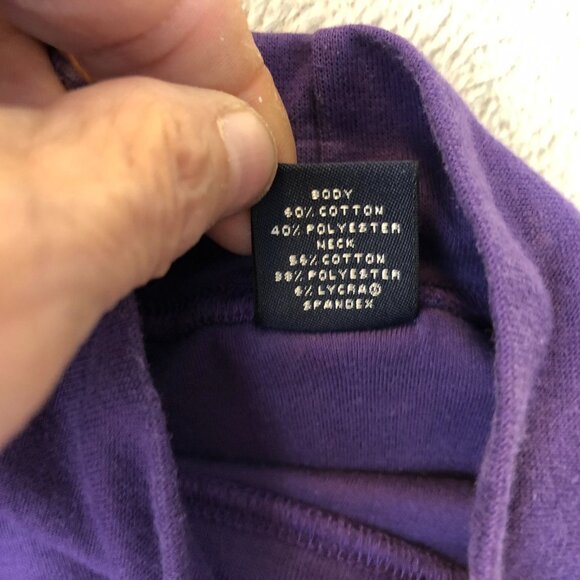 BODY
60% COTTON
40% POLYESTER
NECK
56% COTTON
38% POLYESTER
6% LYCRA®
SPANDEX